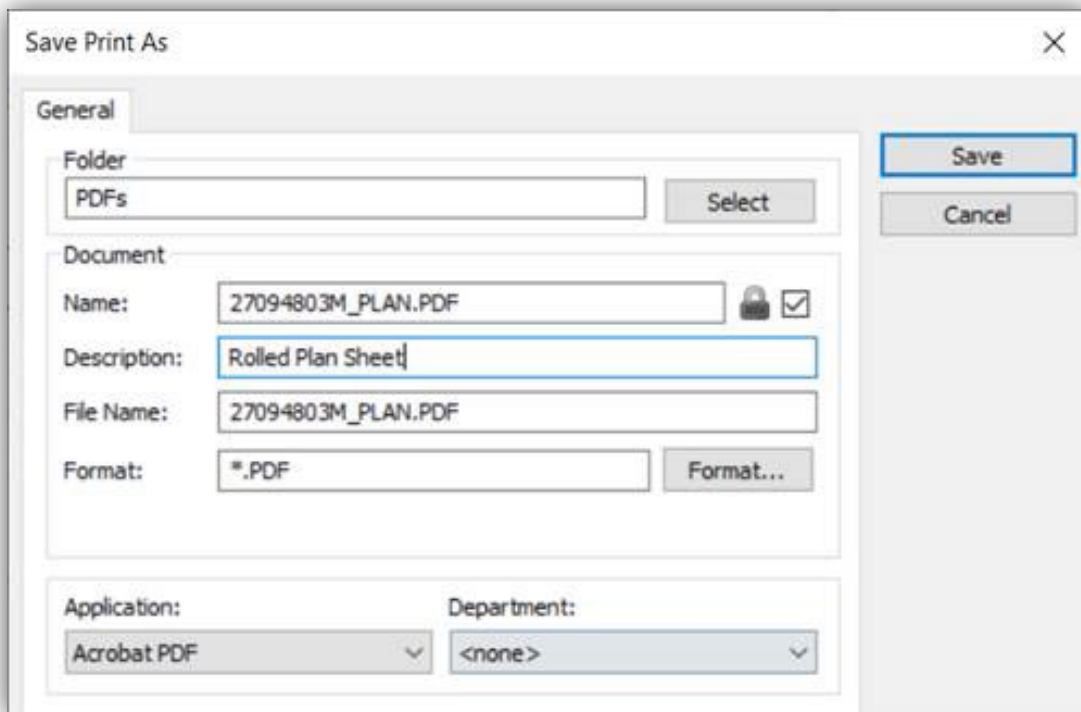 Save Print As
General
Folder
PDFs
Select
Save
Cancel
Document
Name: 27094803M_PLAN.PDF
Description: Rolled Plan Sheet
File Name: 27094803M_PLAN.PDF
Format: *.PDF Format...
Application: Department:
Acrobat PDF <none>